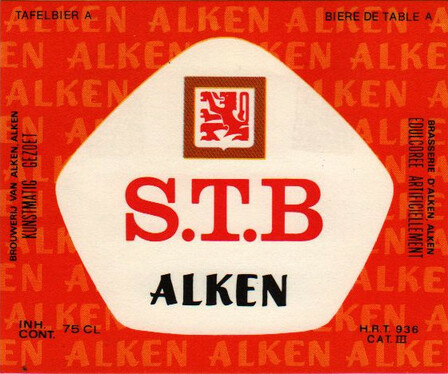 TAFELBIER A
BIERE DE TABLE A
BROUWERIJ VAN ALKEN. ALKEN
KUNSTMATIG GEZOET
S.T.B
ALKEN
BRASSERIE D'ALKEN ALKEN
EDULCOREE ARTIFICIELLEMENT
INH.
CONT. 75 CL
H.R.T 936
CAT. III